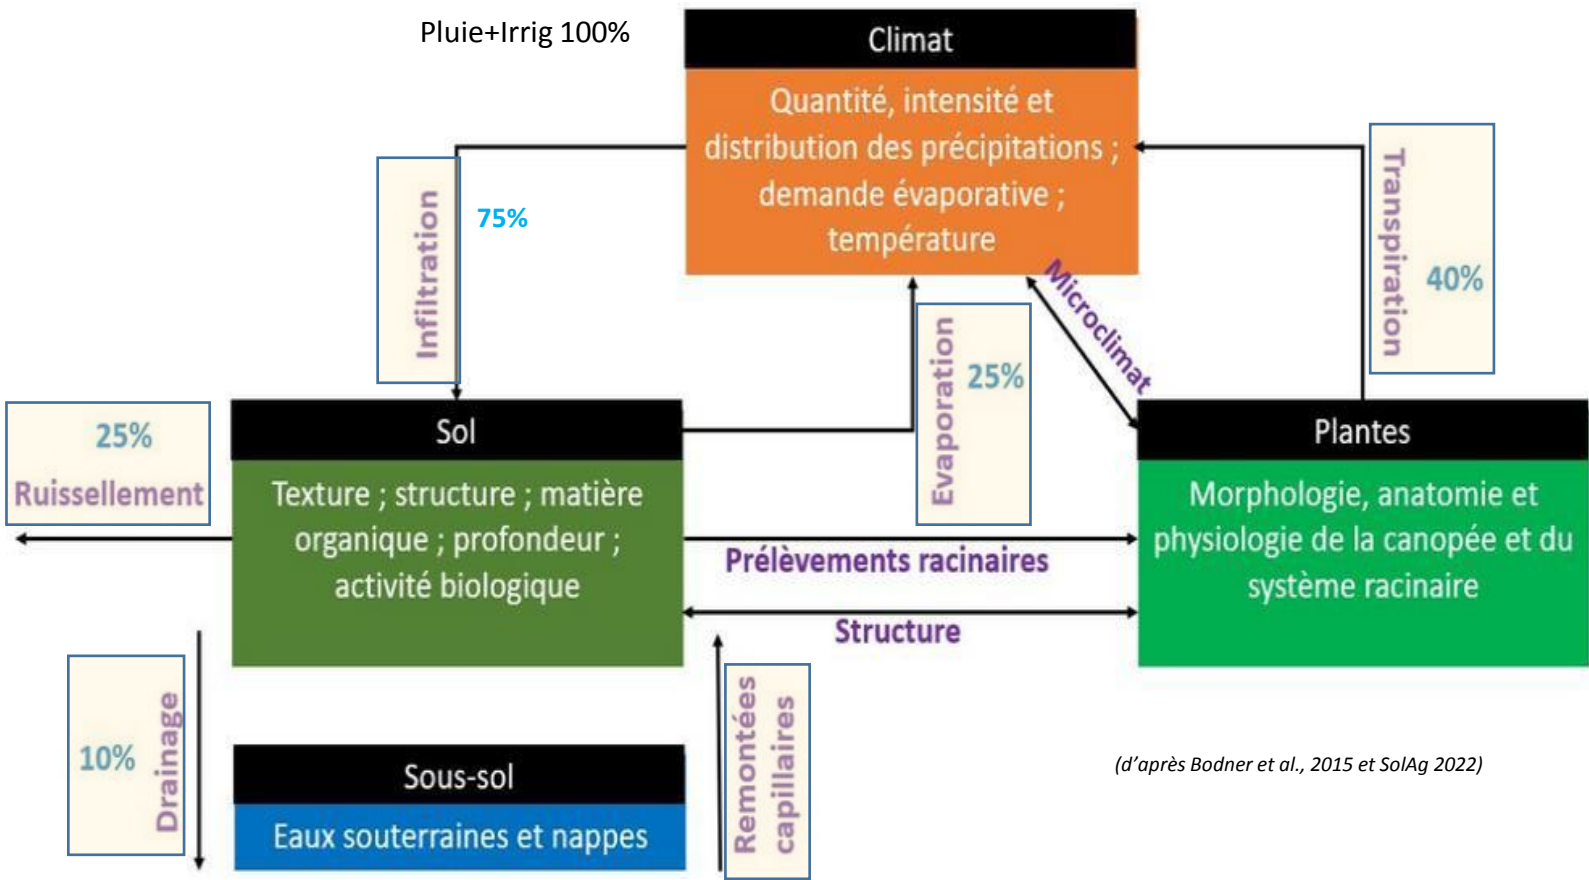 Pluie+Irrig 100%
Climat
Quantité, intensité et
distribution des précipitations ;
demande évaporative ;
température
Infiltration
75%
Transpiration
40%
Microclimat
Evaporation
25%
25%
Ruissellement
Sol
Texture ; structure ; matière
organique ; profondeur ;
activité biologique
Plantes
Morphologie, anatomie et
physiologie de la canopée et du
système racinaire
Prélèvements racinaires
Structure
10%
Drainage
Sous-sol
Eaux souterraines et nappes
Remontées
capillaires
(d'après Bodner et al., 2015 et SolAg 2022)